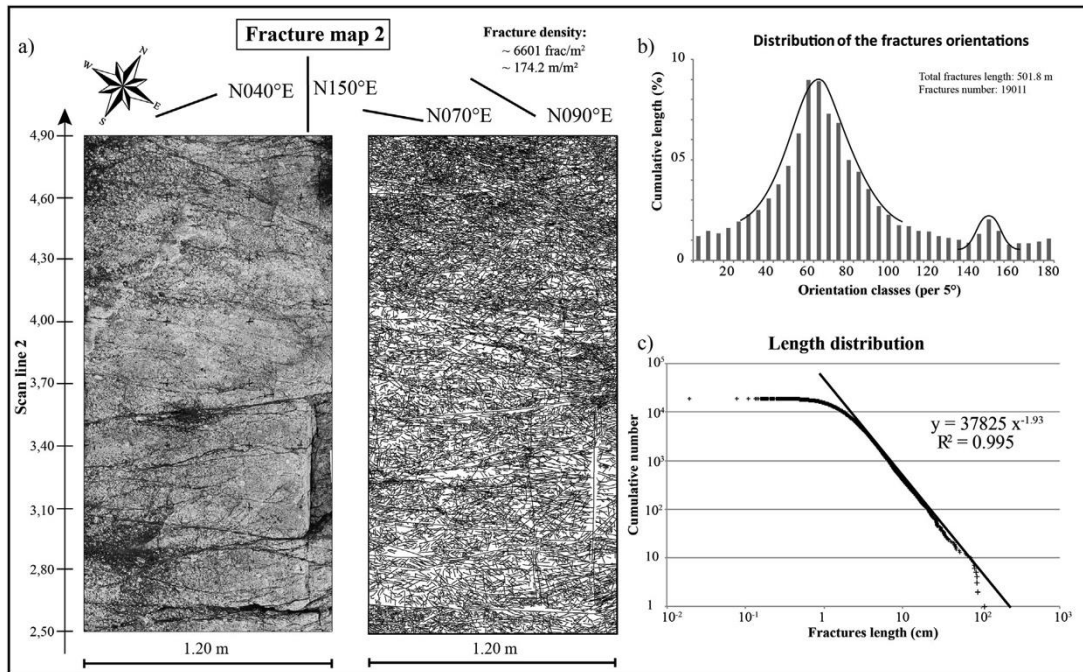 a)
Fracture map 2
Fracture density:
~ 6601 frac/m²
~ 174.2 m/m²
N
W
E
S
N040°E
N150°E
N070°E
N090°E
Scan line 2
4,90
4,60
4,30
4,00
3,70
3,40
3,10
2,80
2,50
1.20 m
1.20 m
b)
Distribution of the fractures orientations
Total fractures length: 501.8 m
Fractures number: 19011
Cumulative length (%)
10
05
0
20 40 60 80 100 120 140 160 180
Orientation classes (per 5°)
c)
Length distribution
y = 37825 x⁻¹·⁹³
R² = 0.995
Cumulative number
10⁵
10⁴
10³
10²
10
1
10⁻² 10⁻¹ 1 10 10² 10³
Fractures length (cm)